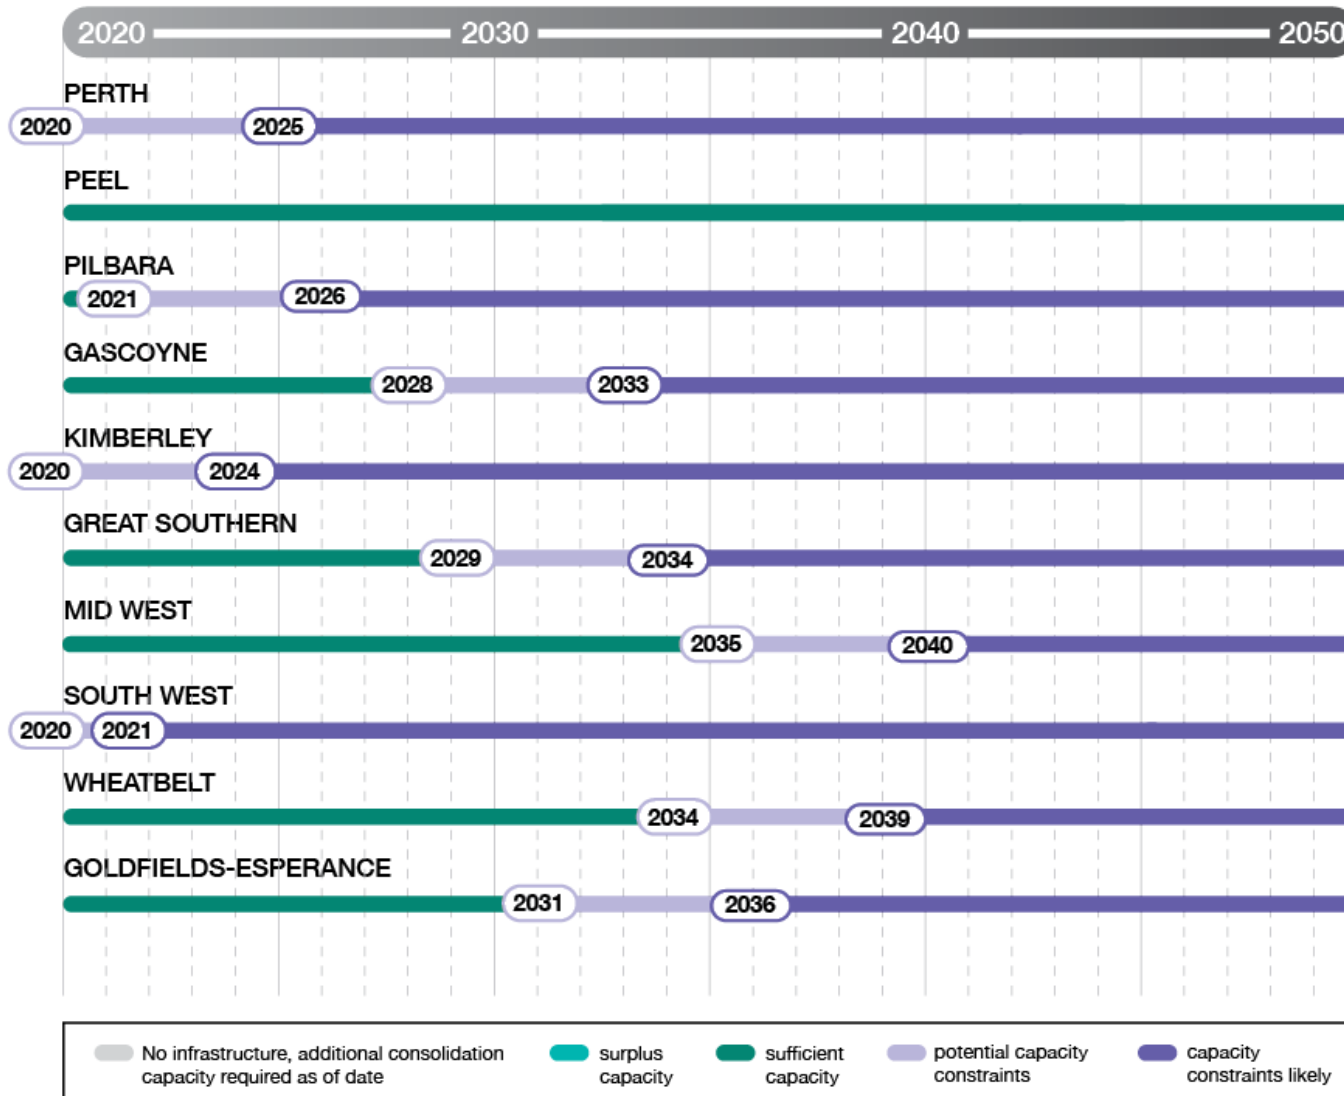 2020 2030 2040 2050
PERTH
2020 2025
PEEL
PILBARA
2021 2026
GASCOYNE
2028 2033
KIMBERLEY
2020 2024
GREAT SOUTHERN
2029 2034
MID WEST
2035 2040
SOUTH WEST
2020 2021
WHEATBELT
2034 2039
GOLDFIELDS-ESPERANCE
2031 2036
No infrastructure, additional consolidation
capacity required as of date
surplus
capacity
sufficient
capacity
potential capacity
constraints
capacity
constraints likely